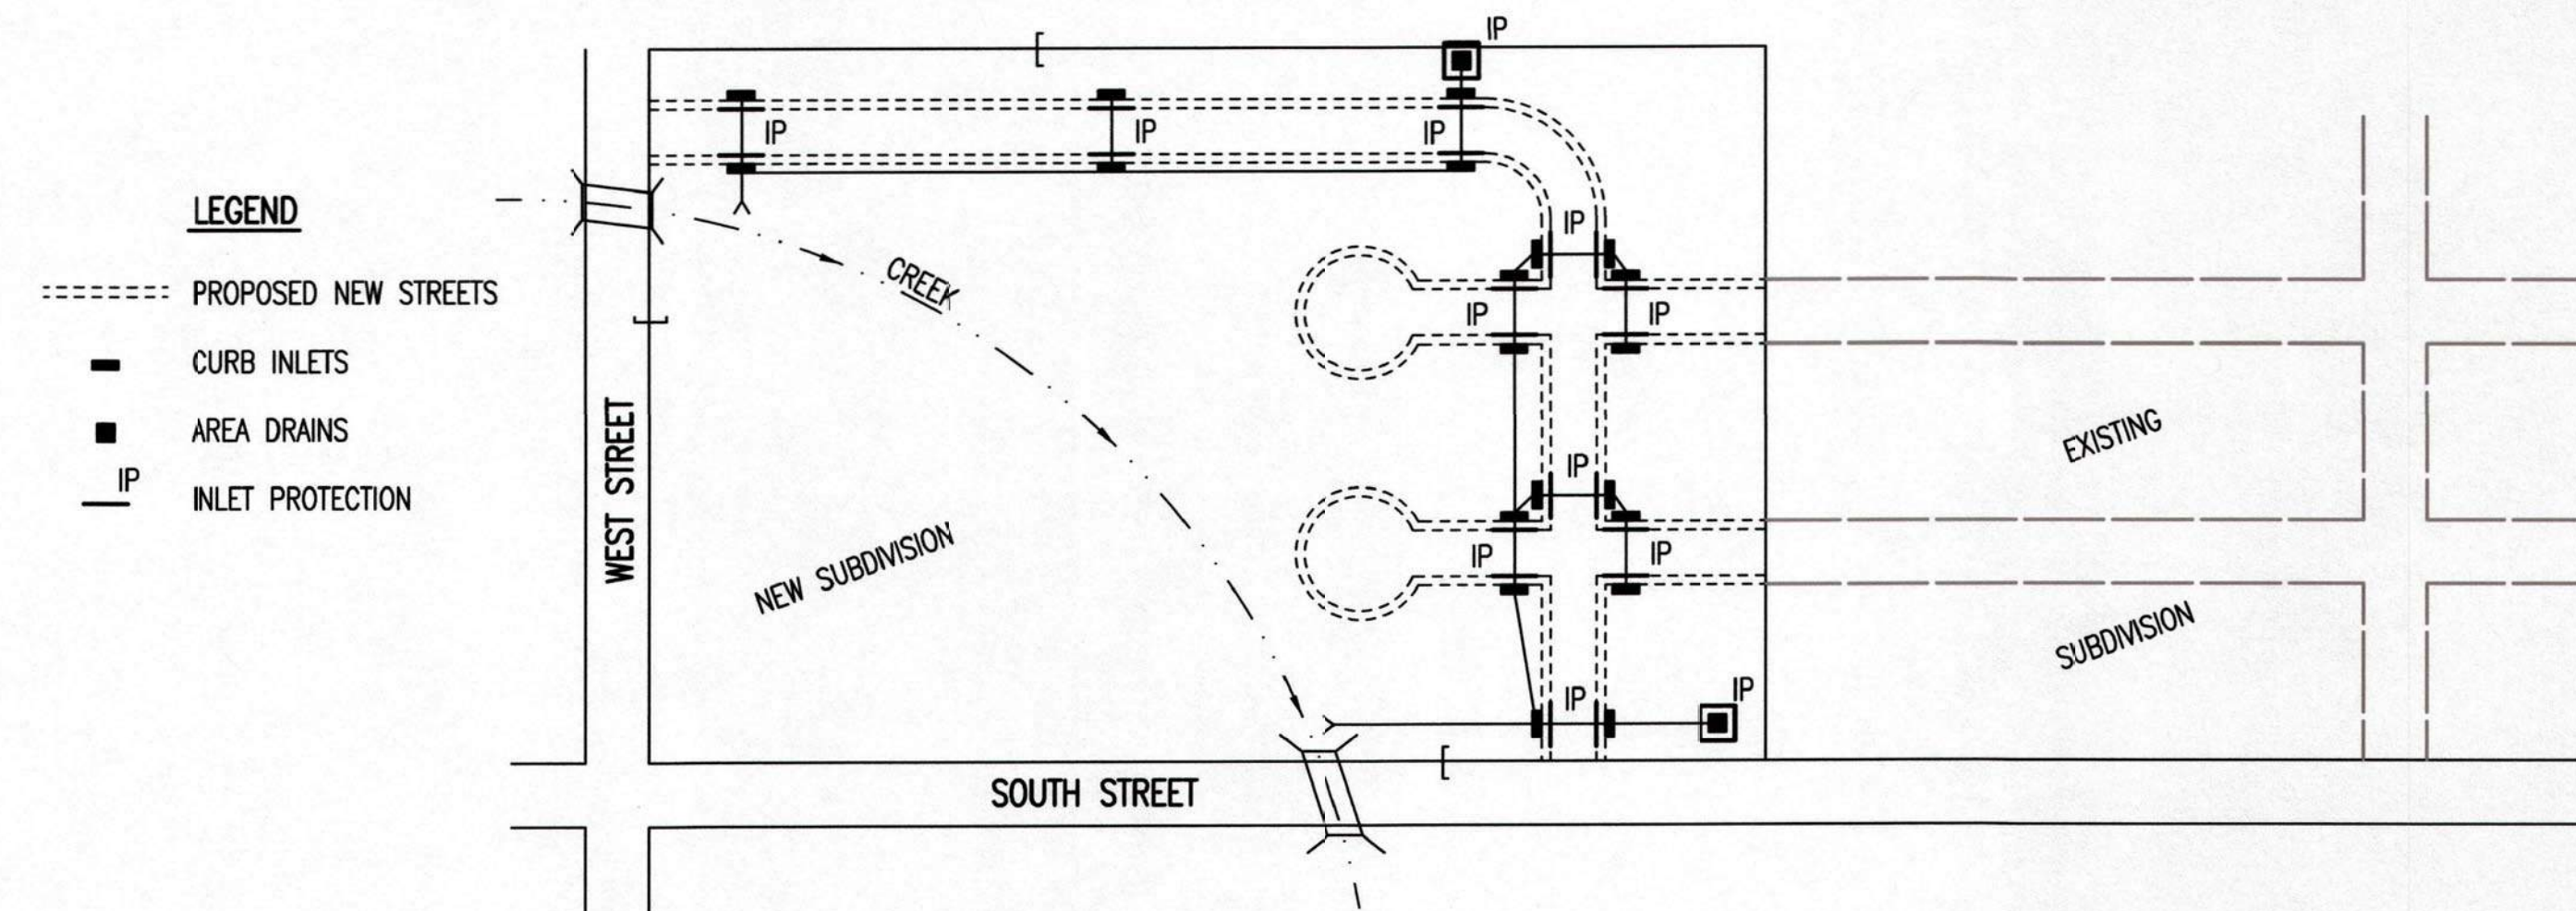 LEGEND
PROPOSED NEW STREETS
CURB INLETS
AREA DRAINS
IP
INLET PROTECTION
WEST STREET
IP
IP
IP
IP
CREEK
IP
IP
IP
NEW SUBDIVISION
IP
IP
IP
IP
IP
SOUTH STREET
EXISTING
SUBDIVISION